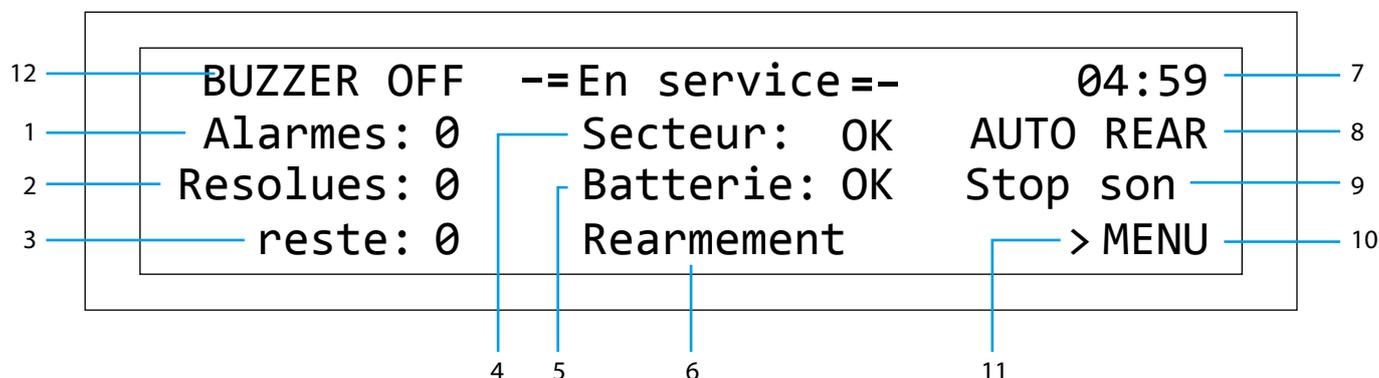 12 BUZZER OFF -=En service=- 04:59 7
1 Alarmes: 0 Secteur: OK AUTO REAR 8
2 Resolues: 0 Batterie: OK Stop son 9
3 reste: 0 Rearmement >MENU 10
4 5 6 11